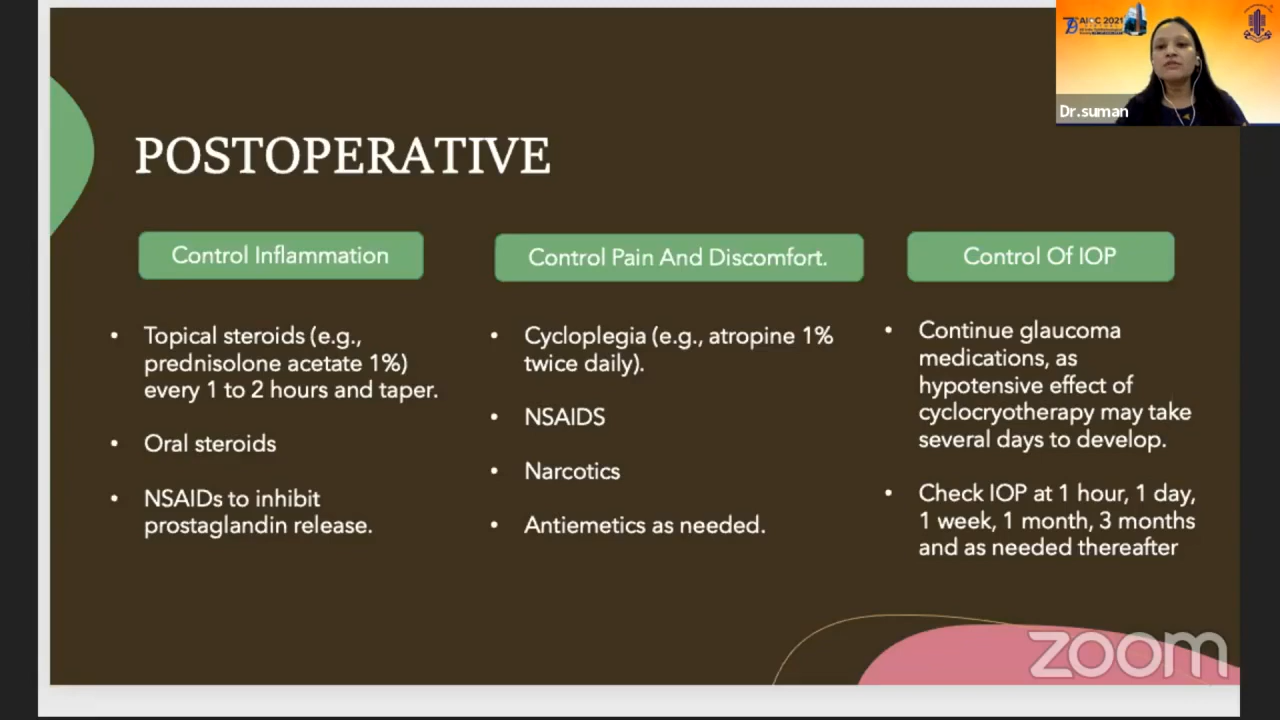 AIOC 2021
Dr.suman
POSTOPERATIVE
Control Inflammation
• Topical steroids (e.g.,
prednisolone acetate 1%)
every 1 to 2 hours and taper.
• Oral steroids
• NSAIDs to inhibit
prostaglandin release.
Control Pain And Discomfort.
• Cycloplegia (e.g., atropine 1%
twice daily).
• NSAIDS
• Narcotics
• Antiemetics as needed.
Control Of IOP
• Continue glaucoma
medications, as
hypotensive effect of
cyclocryotherapy may take
several days to develop.
• Check IOP at 1 hour, 1 day,
1 week, 1 month, 3 months
and as needed thereafter
zoom